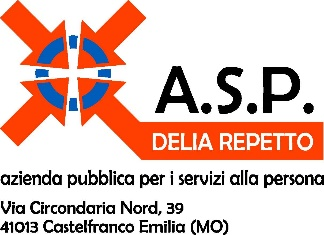 A.S.P.
DELIA REPETTO
azienda pubblica per i servizi alla persona
Via Circondaria Nord, 39
41013 Castelfranco Emilia (MO)